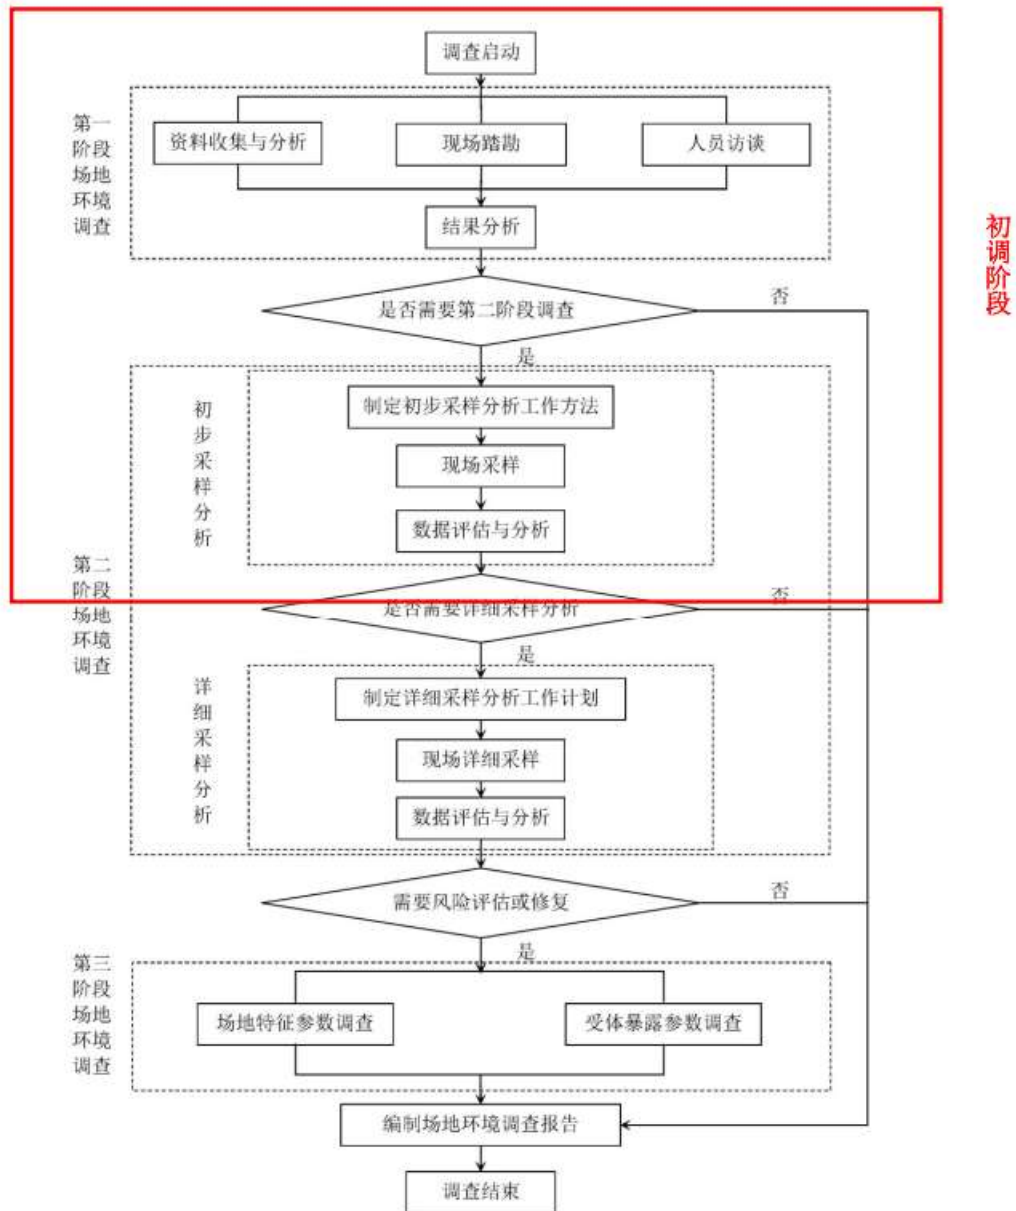 调查启动
第一
阶段
场地
环境
调查
资料收集与分析
现场踏勘
人员访谈
结果分析
初调阶段
是否需要第二阶段调查
否
是
初步采样分析
制定初步采样分析工作方法
现场采样
数据评估与分析
第二
阶段
场地
环境
调查
是否需要详细采样分析
否
是
详细采样分析
制定详细采样分析工作计划
现场详细采样
数据评估与分析
需要风险评估或修复
否
是
第三
阶段
场地
环境
调查
场地特征参数调查
受体暴露参数调查
编制场地环境调查报告
调查结束